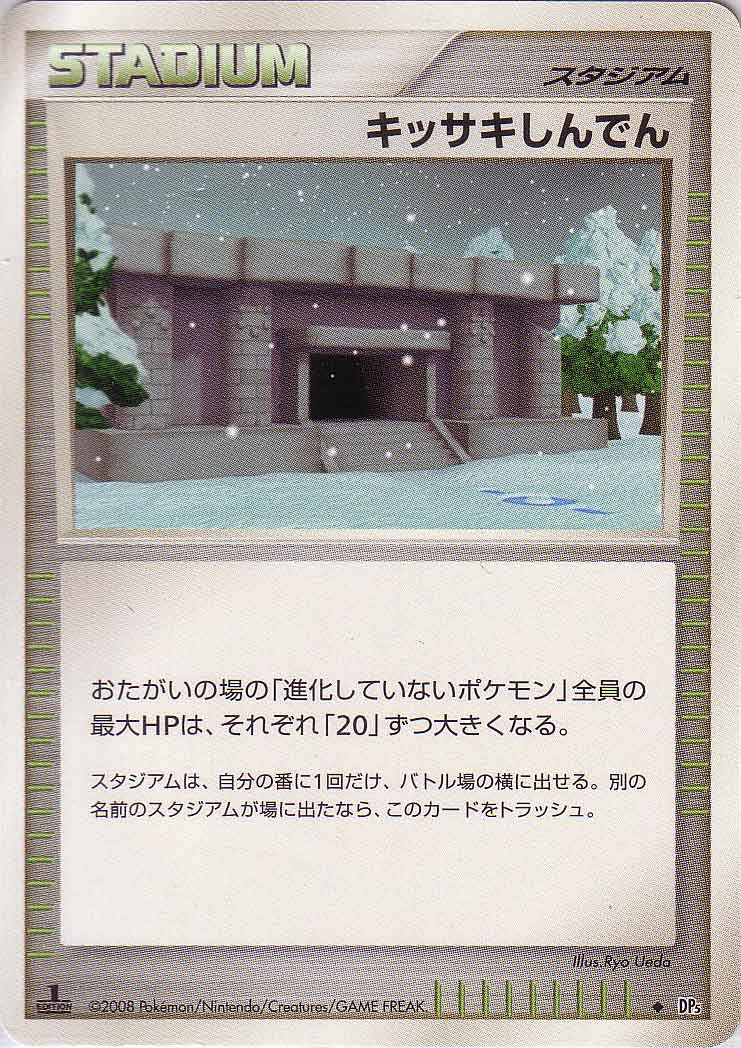 STADIUM
スタジアム
キッサキしんでん
おたがいの場の「進化していないポケモン」全員の
最大HPは、それぞれ「20」ずつ大きくなる。
スタジアムは、自分の番に1回だけ、バトル場の横に出せる。別の
名前のスタジアムが場に出たなら、このカードをトラッシュ。
Illus.Ryo Ueda
1 EDITION ©2008 Pokémon/Nintendo/Creatures/GAME FREAK. ◆ DP5